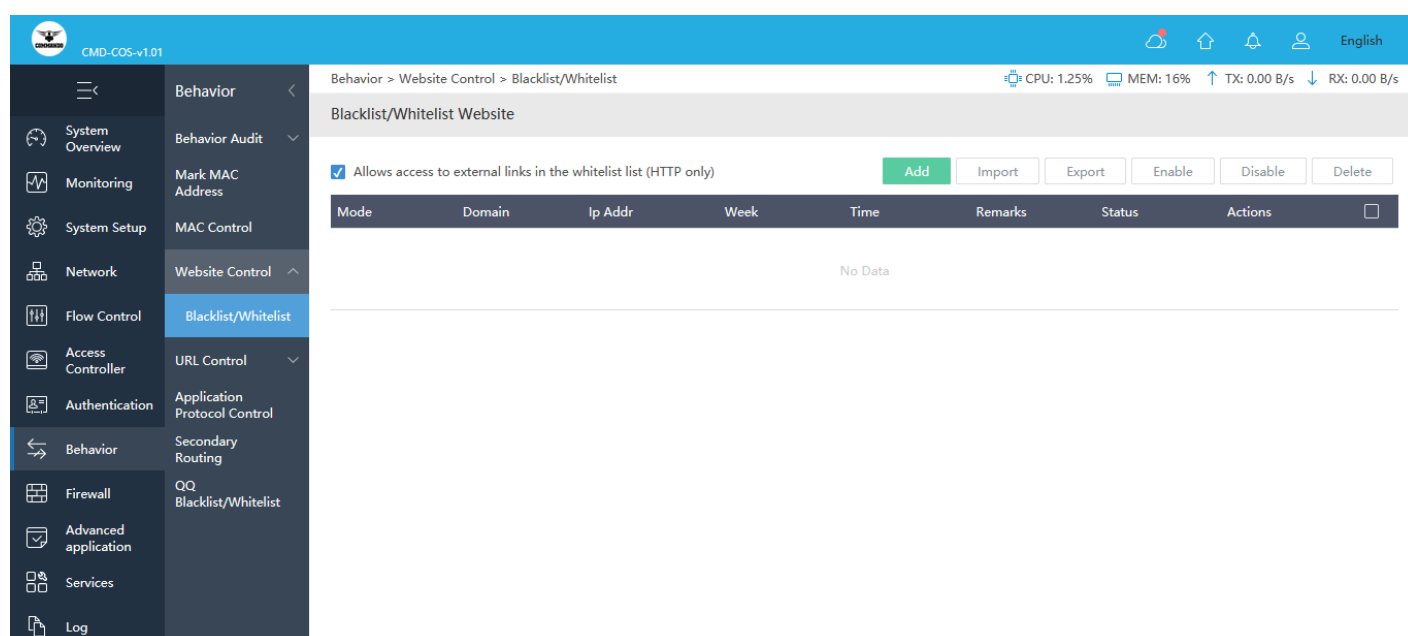 COMMANDO
CMD-COS-v1.01
English
Behavior
Behavior > Website Control > Blacklist/Whitelist
CPU: 1.25%
MEM: 16%
TX: 0.00 B/s
RX: 0.00 B/s
Blacklist/Whitelist Website
System
Overview
Monitoring
System Setup
Network
Flow Control
Access
Controller
Authentication
Behavior
Firewall
Advanced
application
Services
Log
Behavior Audit
Mark MAC
Address
MAC Control
Website Control
Blacklist/Whitelist
URL Control
Application
Protocol Control
Secondary
Routing
QQ
Blacklist/Whitelist
Allows access to external links in the whitelist list (HTTP only)
Add Import Export Enable Disable Delete
Mode Domain Ip Addr Week Time Remarks Status Actions
No Data